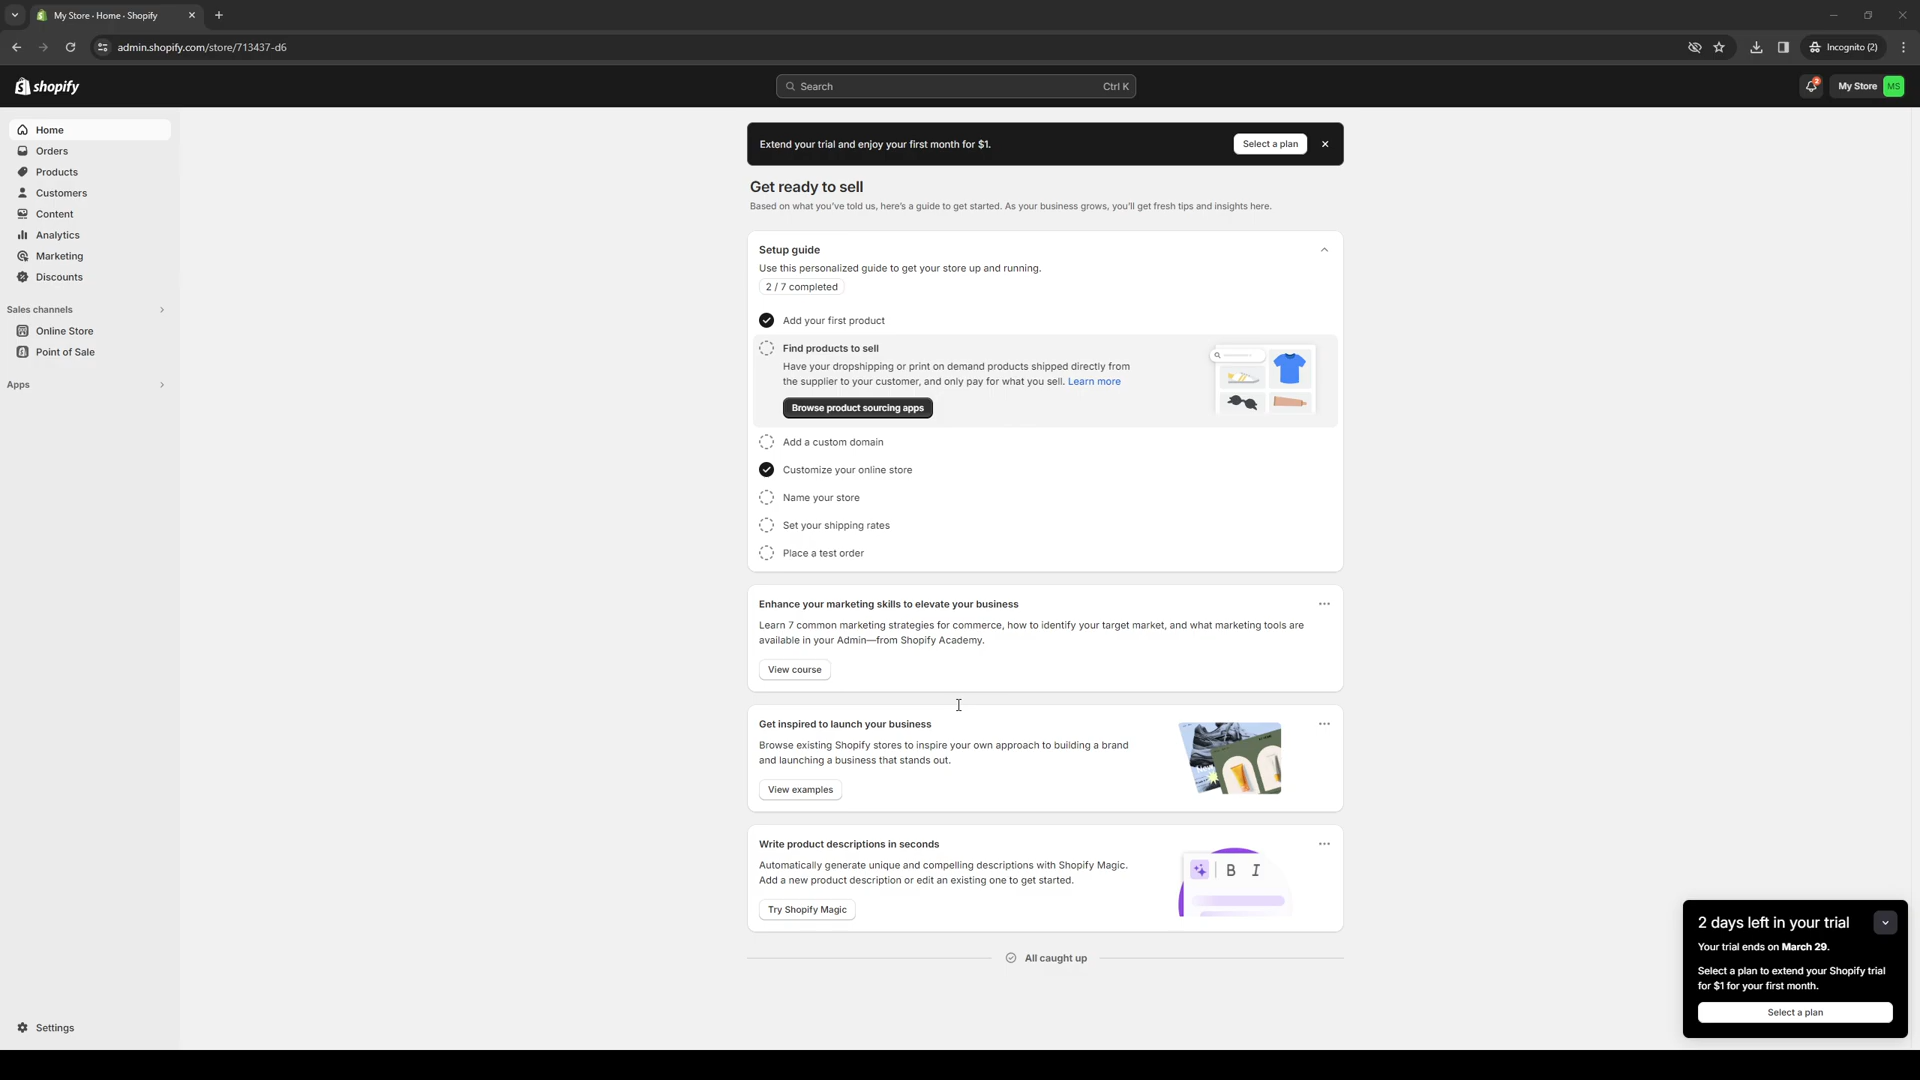 My Store · Home · Shopify
admin.shopify.com/store/713437-d6
Incognito (2)
shopify
Search
Ctrl K
2
My Store
MS
Home
Orders
Products
Customers
Content
Analytics
Marketing
Discounts
Sales channels
Online Store
Point of Sale
Apps
Settings
Extend your trial and enjoy your first month for $1.
Select a plan
Get ready to sell
Based on what you've told us, here's a guide to get started. As your business grows, you'll get fresh tips and insights here.
Setup guide
Use this personalized guide to get your store up and running.
2 / 7 completed
Add your first product
Find products to sell
Have your dropshipping or print on demand products shipped directly from
the supplier to your customer, and only pay for what you sell. Learn more
Browse product sourcing apps
Add a custom domain
Customize your online store
Name your store
Set your shipping rates
Place a test order
Enhance your marketing skills to elevate your business
Learn 7 common marketing strategies for commerce, how to identify your target market, and what marketing tools are
available in your Admin—from Shopify Academy.
View course
Get inspired to launch your business
Browse existing Shopify stores to inspire your own approach to building a brand
and launching a business that stands out.
View examples
Write product descriptions in seconds
Automatically generate unique and compelling descriptions with Shopify Magic.
Add a new product description or edit an existing one to get started.
Try Shopify Magic
B I
All caught up
2 days left in your trial
Your trial ends on March 29.
Select a plan to extend your Shopify trial
for $1 for your first month.
Select a plan